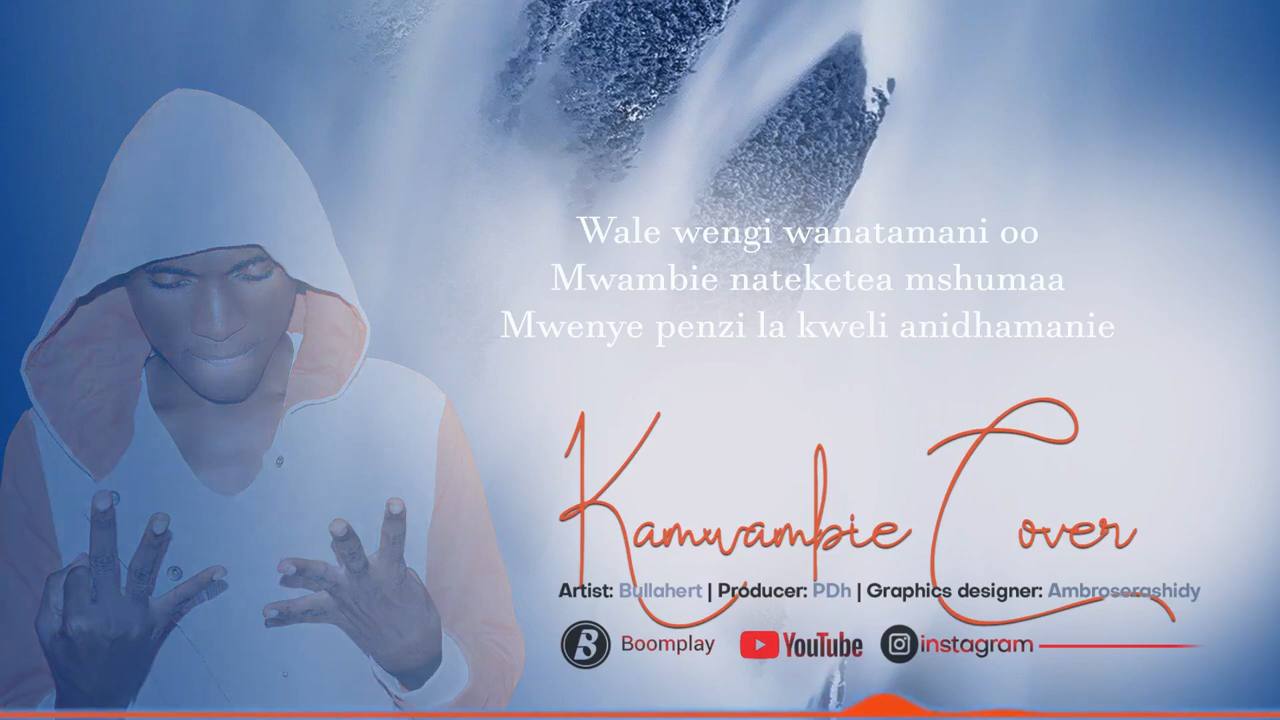 Wale wengi wanatamani oo
Mwambie nateketea mshumaa
Mwenye penzi la kweli anidhamanie
Kamwambie Cover
Artist: Bullahert | Producer: PDh | Graphics designer: Ambroserashidy
B Boomplay YouTube instagram